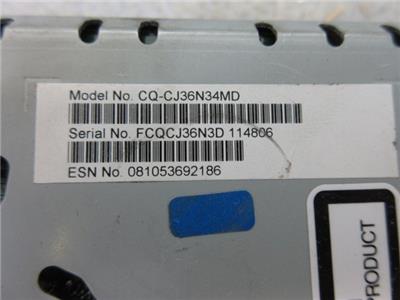 Model No. CQ-CJ36N34MD
Serial No. FCQCJ36N3D 114806
ESN No. 081053692186
PRODUCT